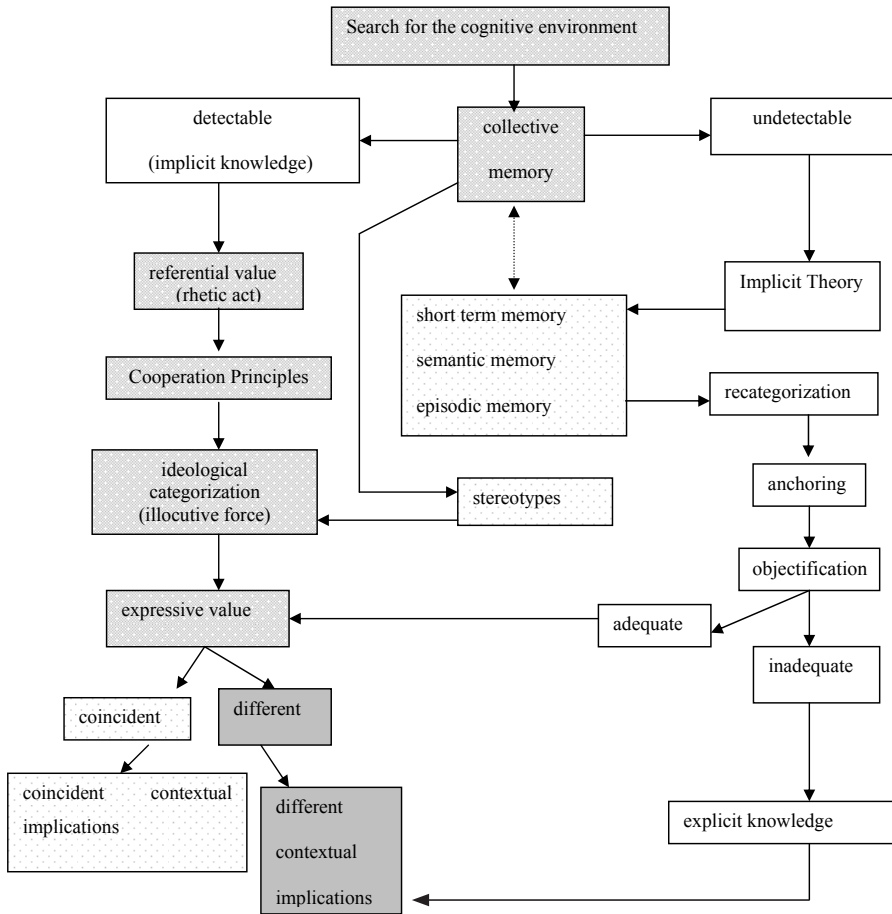 Search for the cognitive environment
detectable
(implicit knowledge)
collective
memory
undetectable
referential value
(rhetic act)
Implicit Theory
short term memory
semantic memory
episodic memory
Cooperation Principles
recategorization
ideological
categorization
(illocutive force)
stereotypes
anchoring
objectification
expressive value
adequate
inadequate
coincident
different
coincident contextual
implications
different
contextual
implications
explicit knowledge